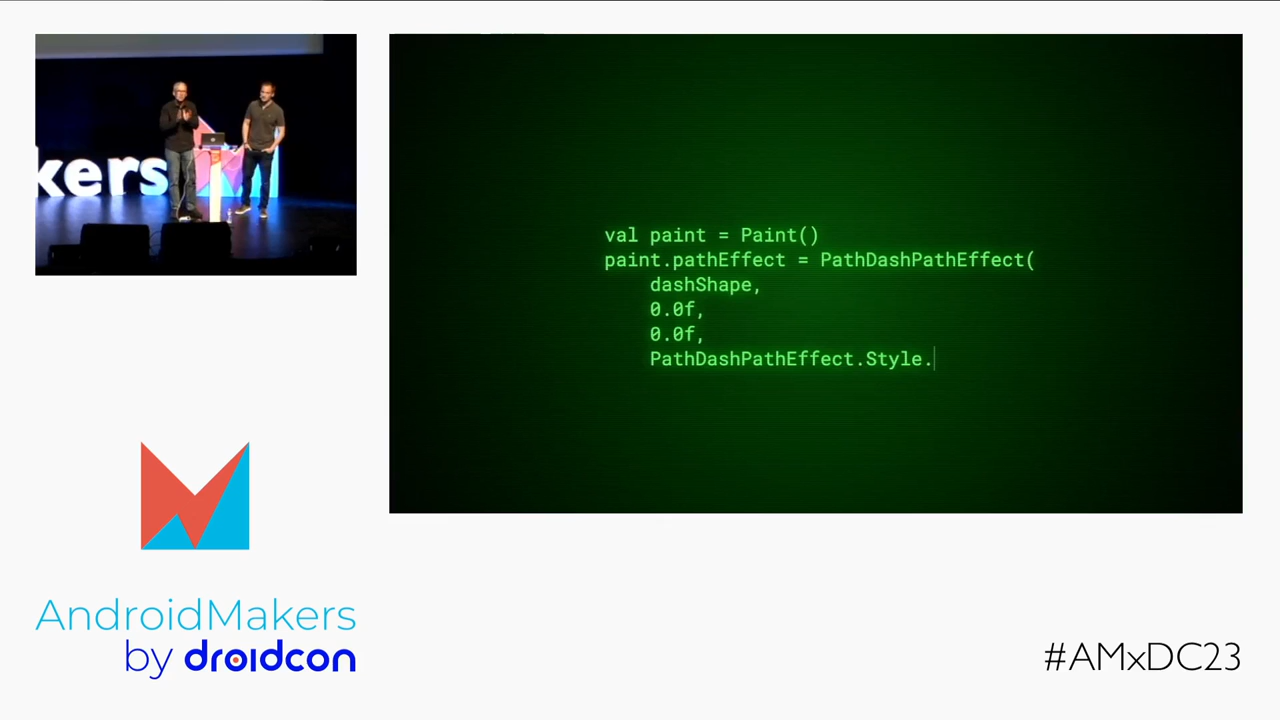 kers
val paint = Paint()
paint.pathEffect = PathDashPathEffect(
    dashShape,
    0.0f,
    0.0f,
    PathDashPathEffect.Style.
AndroidMakers
by droidcon
#AMxDC23